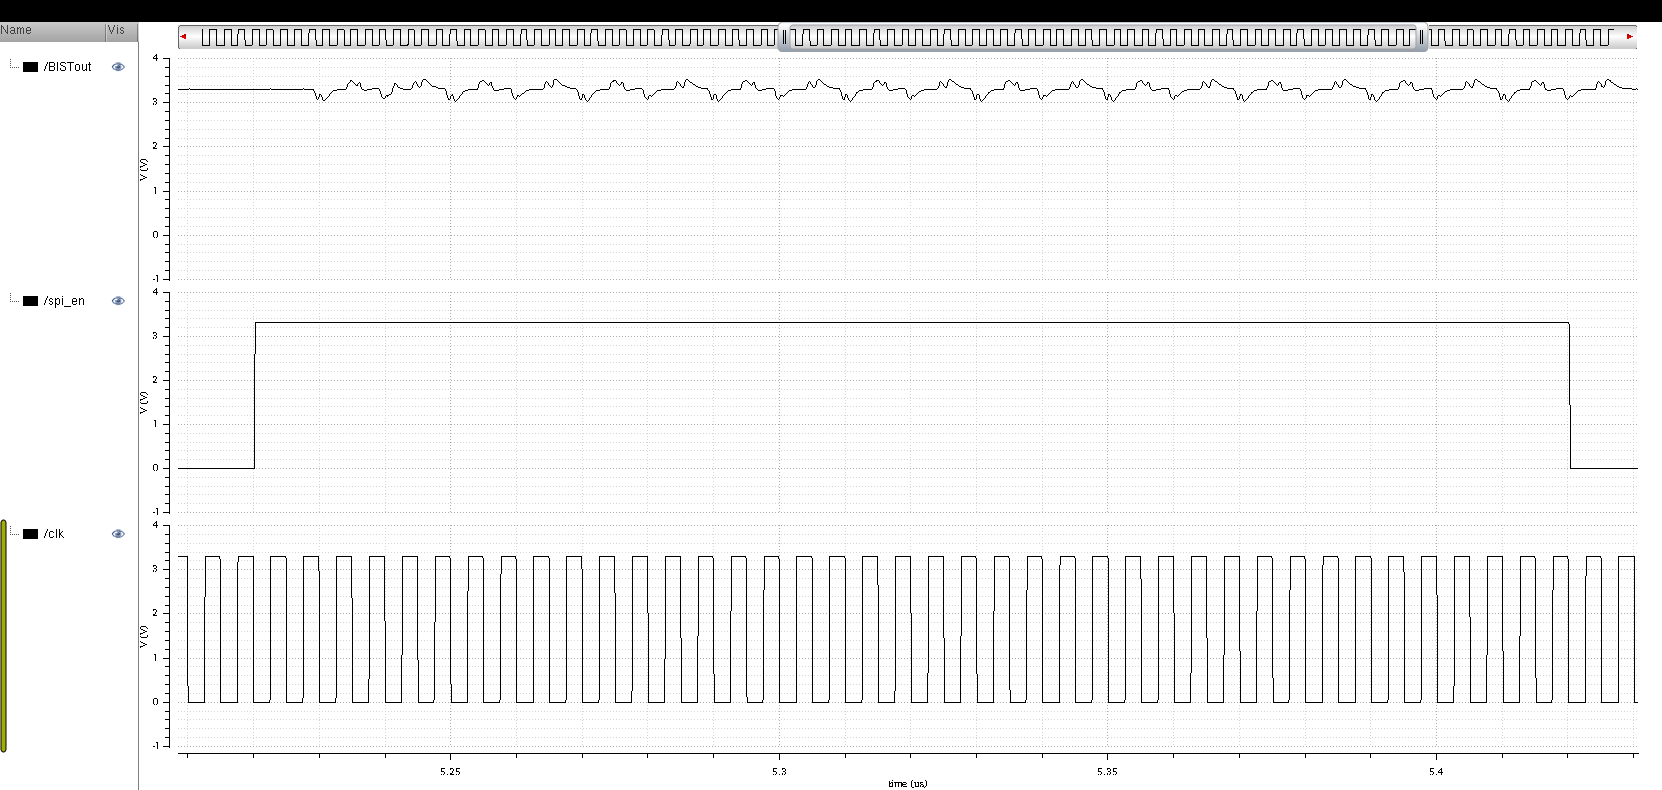 Name Vis
/BISTout
4
3
2
1
0
-1
V (V)
/spi_en
4
3
2
1
0
-1
V (V)
/clk
4
3
2
1
0
-1
V (V)
5.25 5.3 5.35 5.4
time (us)